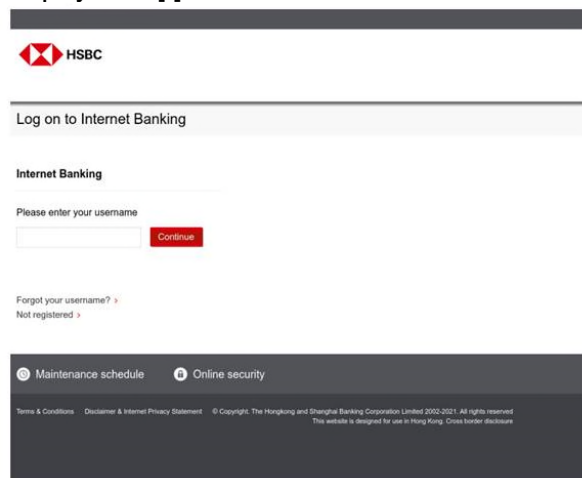 HSBC
Log on to Internet Banking
Internet Banking
Please enter your username
Continue
Forgot your username? ›
Not registered ›
Maintenance schedule Online security
Terms & Conditions Disclaimer & Internet Privacy Statement © Copyright. The Hongkong and Shanghai Banking Corporation Limited 2002-2021. All rights reserved
This website is designed for use in Hong Kong. Cross border disclosure